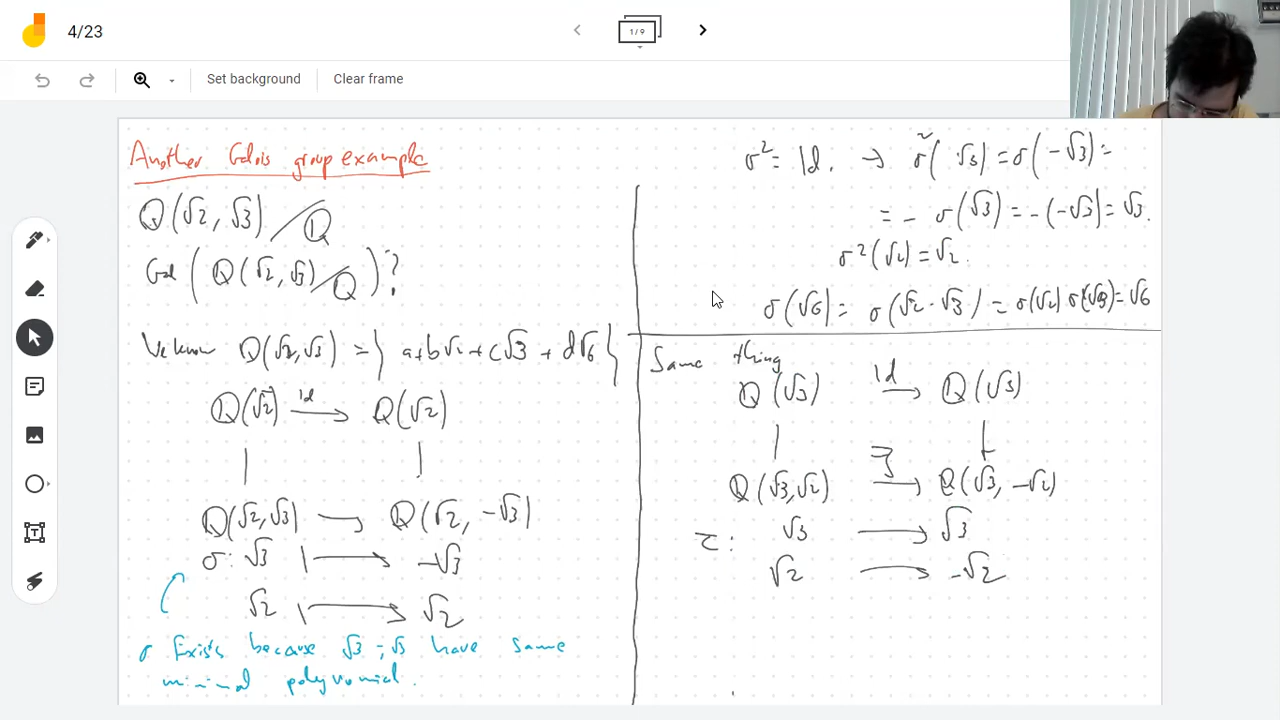 4/23
1/9
Set background
Clear frame
Another Galois group example
Q(√2, √3) / Q
Gal (Q(√2, √3) / Q)?
We know Q(√2, √3) = { a+b√2+c√3 + d√6 }
Q(√2) id → Q(√2)
Q(√2, √3) → Q(√2, -√3)
σ: √3 ↦ -√3
√2 ↦ √2
σ Exists because √3, -√3 have same
minimal polynomial.
σ² = Id. → σ²(√3) = σ(-√3) =
= - σ(√3) = -(-√3) = √3.
σ²(√2) = √2.
σ(√6) = σ(√2 · √3) = σ(√2) σ(√3) = √6
Same thing
Q(√3) Id → Q(√3)
Q(√3, √2) ∃ → Q(√3, -√2)
τ: √3 → √3
√2 → -√2